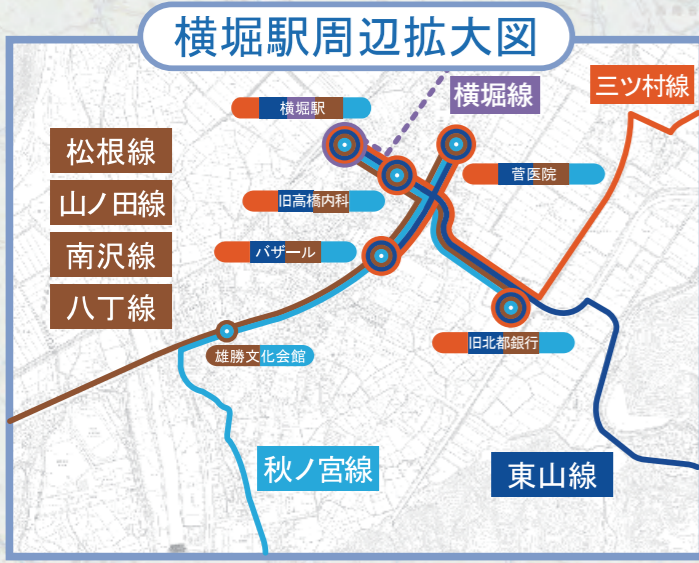 横堀駅周辺拡大図
横堀線
三ツ村線
横堀駅
松根線
菅医院
山ノ田線
旧高橋内科
南沢線
バザール
八丁線
旧北都銀行
雄勝文化会館
秋ノ宮線
東山線